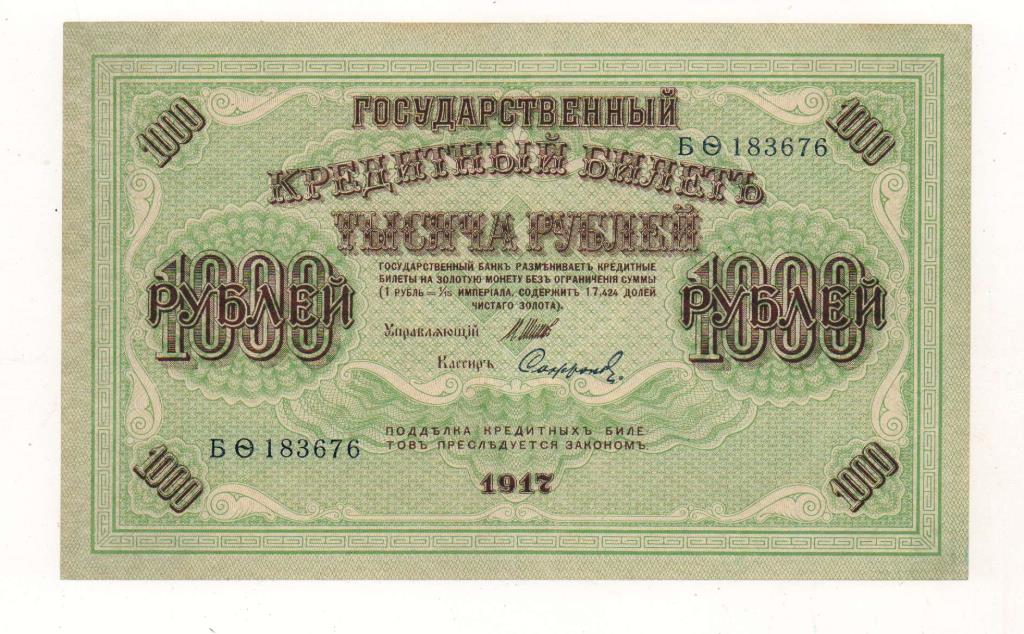 1000
ГОСУДАРСТВЕННЫЙ
1000
БѲ 183676
КРЕДИТНЫЙ БИЛЕТЪ
ТЫСЯЧА РУБЛЕЙ
1000
РУБЛЕЙ
ГОСУДАРСТВЕННЫЙ БАНКЪ РАЗМѢНИВАЕТЪ КРЕДИТНЫЕ
БИЛЕТЫ НА ЗОЛОТУЮ МОНЕТУ БЕЗЪ ОГРАНИЧЕНІЯ СУММЫ
(1 РУБЛЬ = 1/15 ИМПЕРІАЛА, СОДЕРЖИТЪ 17,424 ДОЛЕЙ
ЧИСТАГО ЗОЛОТА).
1000
РУБЛЕЙ
Управляющій
Кассиръ
ПОДДѢЛКА КРЕДИТНЫХЪ БИЛЕ
ТОВЪ ПРЕСЛѢДУЕТСЯ ЗАКОНОМЪ.
БѲ 183676
1000
1917
1000